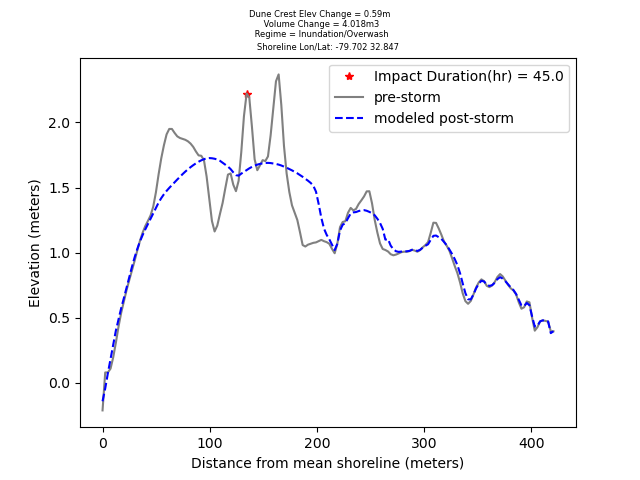 Dune Crest Elev Change = 0.59m
Volume Change = 4.018m3
Regime = Inundation/Overwash
Shoreline Lon/Lat: -79.702 32.847
Impact Duration(hr) = 45.0
pre-storm
modeled post-storm
Elevation (meters)
2.0
1.5
1.0
0.5
0.0
0
100
200
300
400
Distance from mean shoreline (meters)